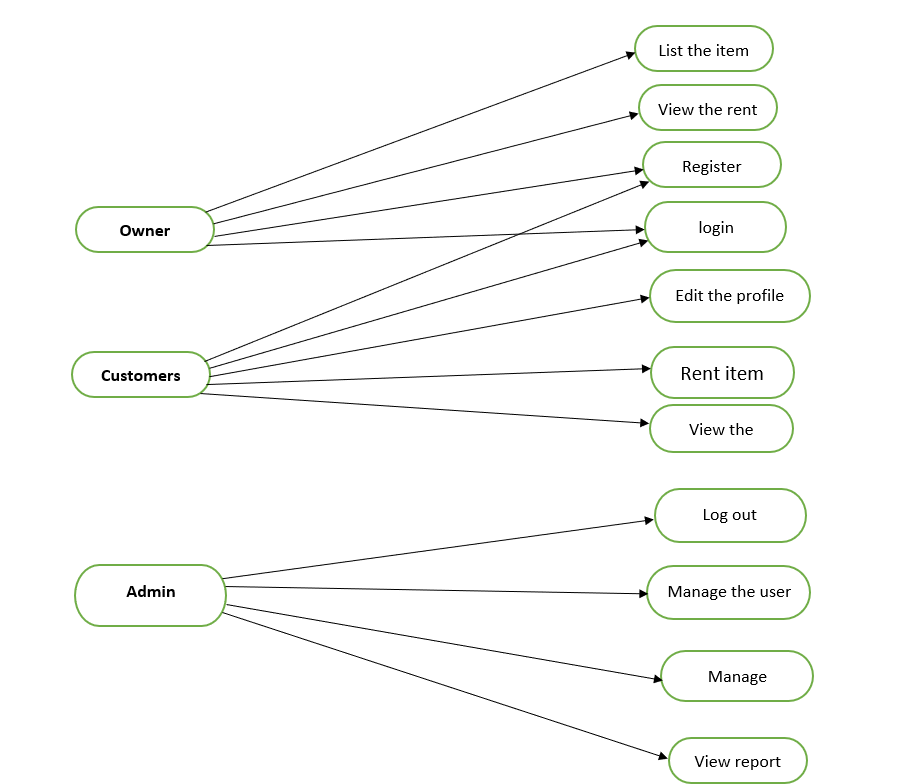 List the item
View the rent
Register
Owner
login
Edit the profile
Customers
Rent item
View the
Log out
Admin
Manage the user
Manage
View report